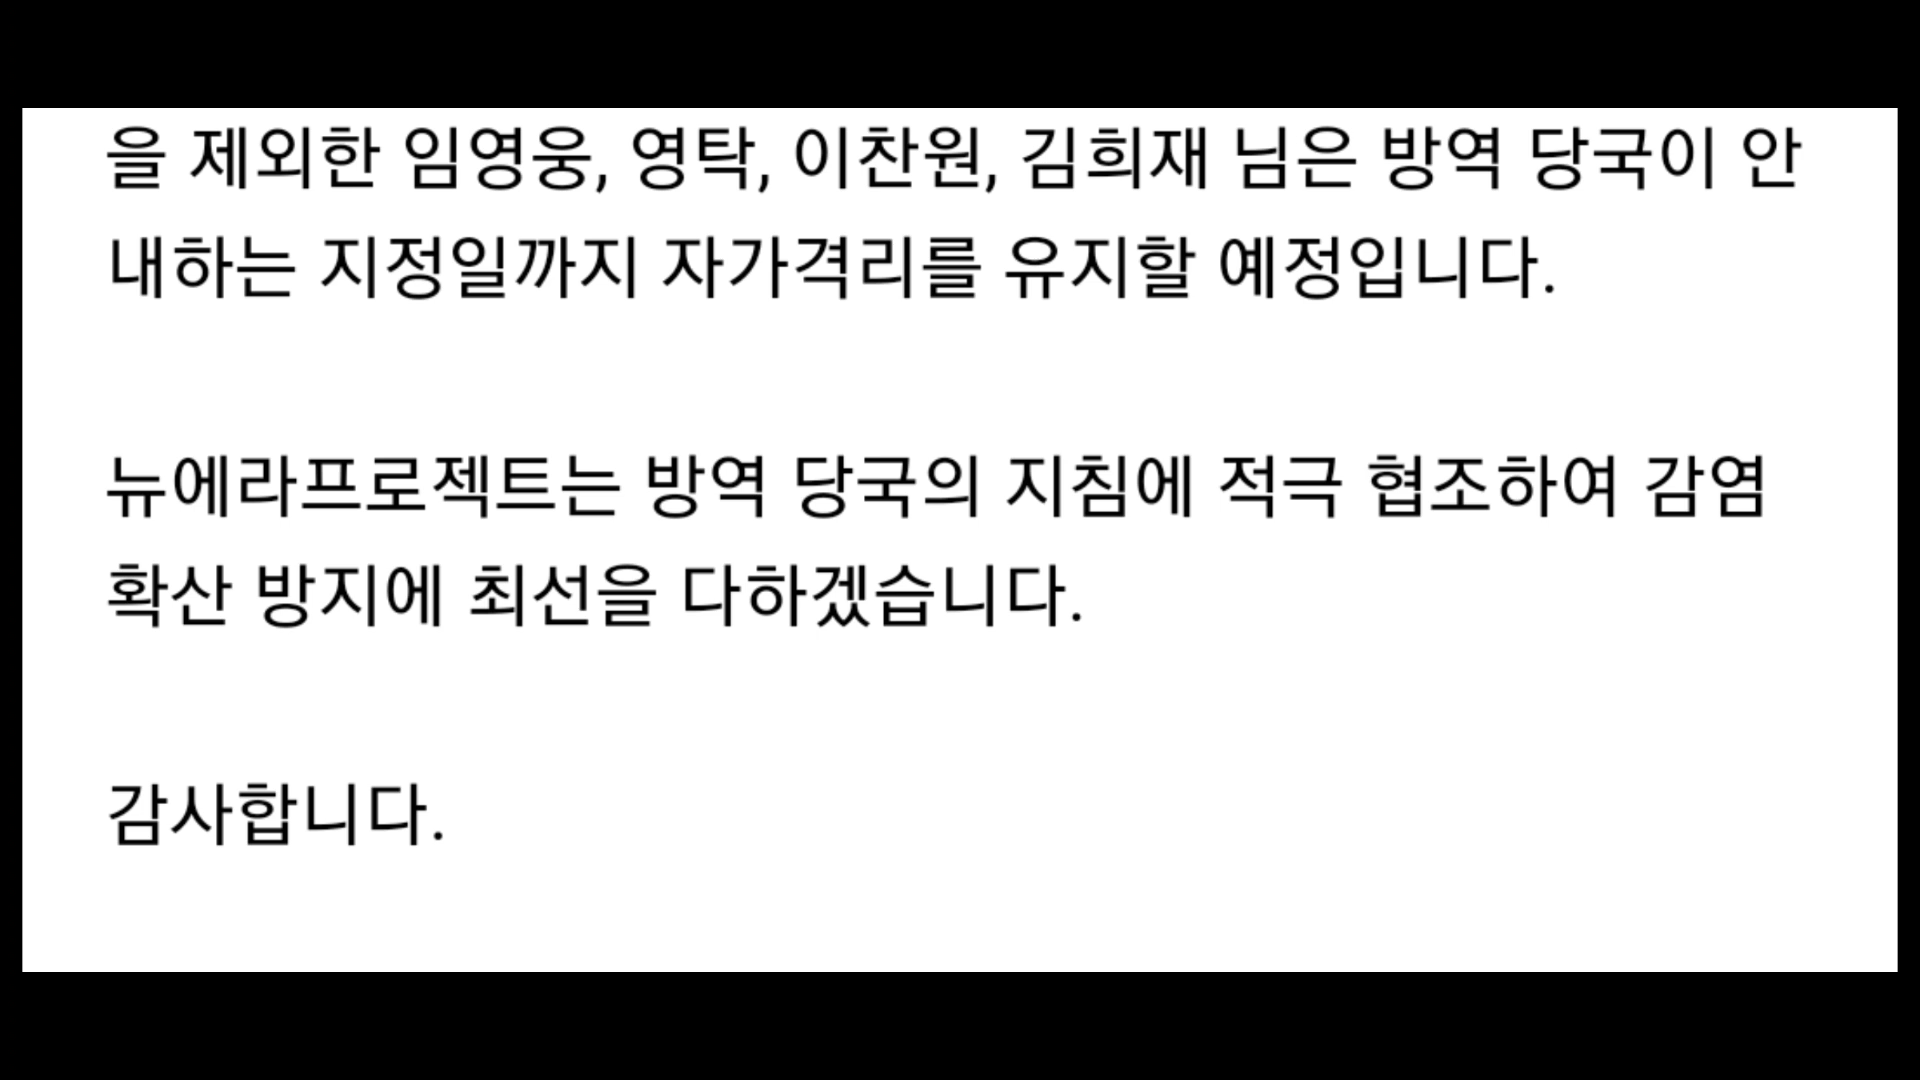 을 제외한 임영웅, 영탁, 이찬원, 김희재 님은 방역 당국이 안
내하는 지정일까지 자가격리를 유지할 예정입니다.
뉴에라프로젝트는 방역 당국의 지침에 적극 협조하여 감염
확산 방지에 최선을 다하겠습니다.
감사합니다.